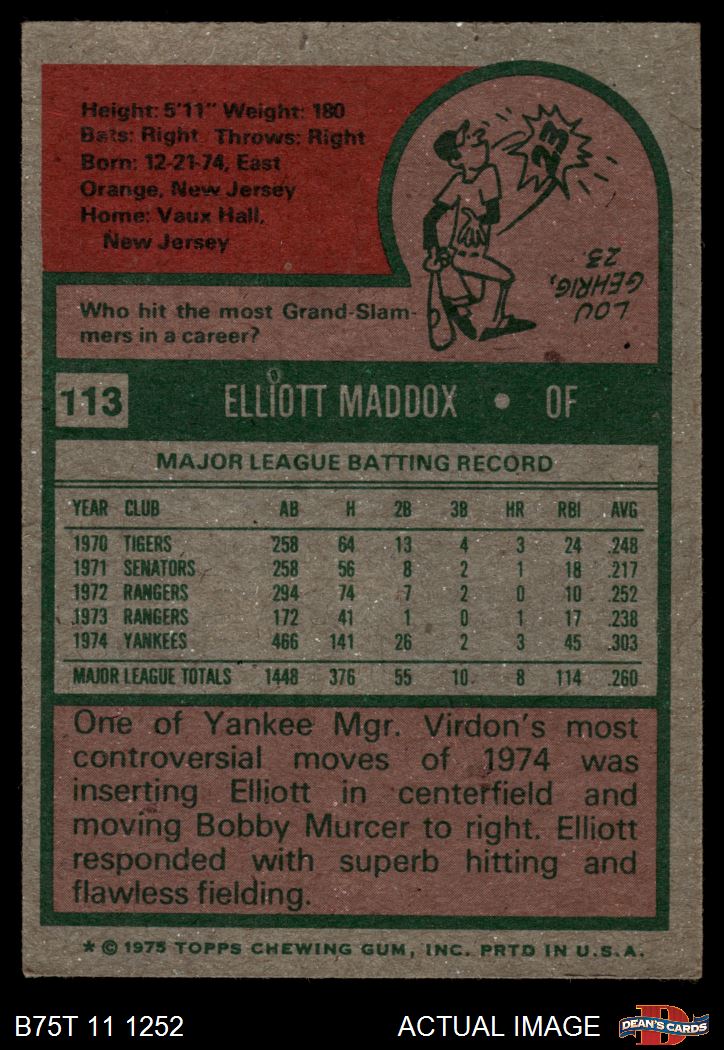 Height: 5'11" Weight: 180
Bats: Right Throws: Right
Born: 12-21-74, East
Orange, New Jersey
Home: Vaux Hall,
New Jersey
23
LOU
GEHRIG,
23.
Who hit the most Grand-Slam-
mers in a career?
113 ELLIOTT MADDOX • OF
MAJOR LEAGUE BATTING RECORD
YEAR CLUB AB H 2B 3B HR RBI AVG
1970 TIGERS 258 64 13 4 3 24 .248
1971 SENATORS 258 56 8 2 1 18 .217
1972 RANGERS 294 74 7 2 0 10 .252
1973 RANGERS 172 41 1 0 1 17 .238
1974 YANKEES 466 141 26 2 3 45 .303
MAJOR LEAGUE TOTALS 1448 376 55 10 8 114 .260
One of Yankee Mgr. Virdon's most
controversial moves of 1974 was
inserting Elliott in centerfield and
moving Bobby Murcer to right. Elliott
responded with superb hitting and
flawless fielding.
* © 1975 TOPPS CHEWING GUM, INC. PRTD IN U.S.A.
B75T 11 1252 ACTUAL IMAGE
D
DEAN'S CARDS